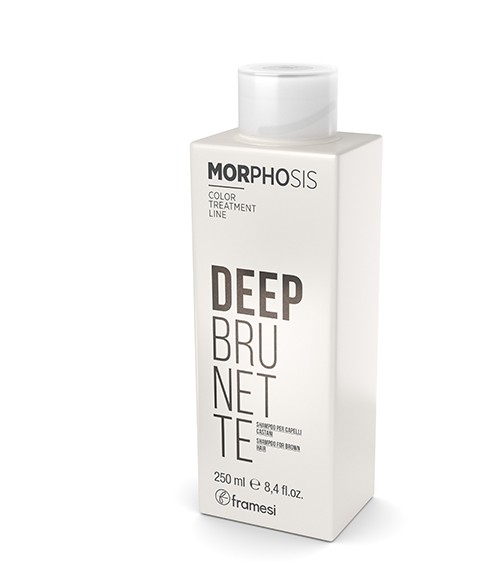 MORPHOSIS
COLOR
TREATMENT
LINE
DEEP
BRU
NET
TE
SHAMPOO PER CAPELLI
CASTANI
SHAMPOO FOR BROWN
HAIR
250 ml ℮ 8,4 fl.oz.
framesi